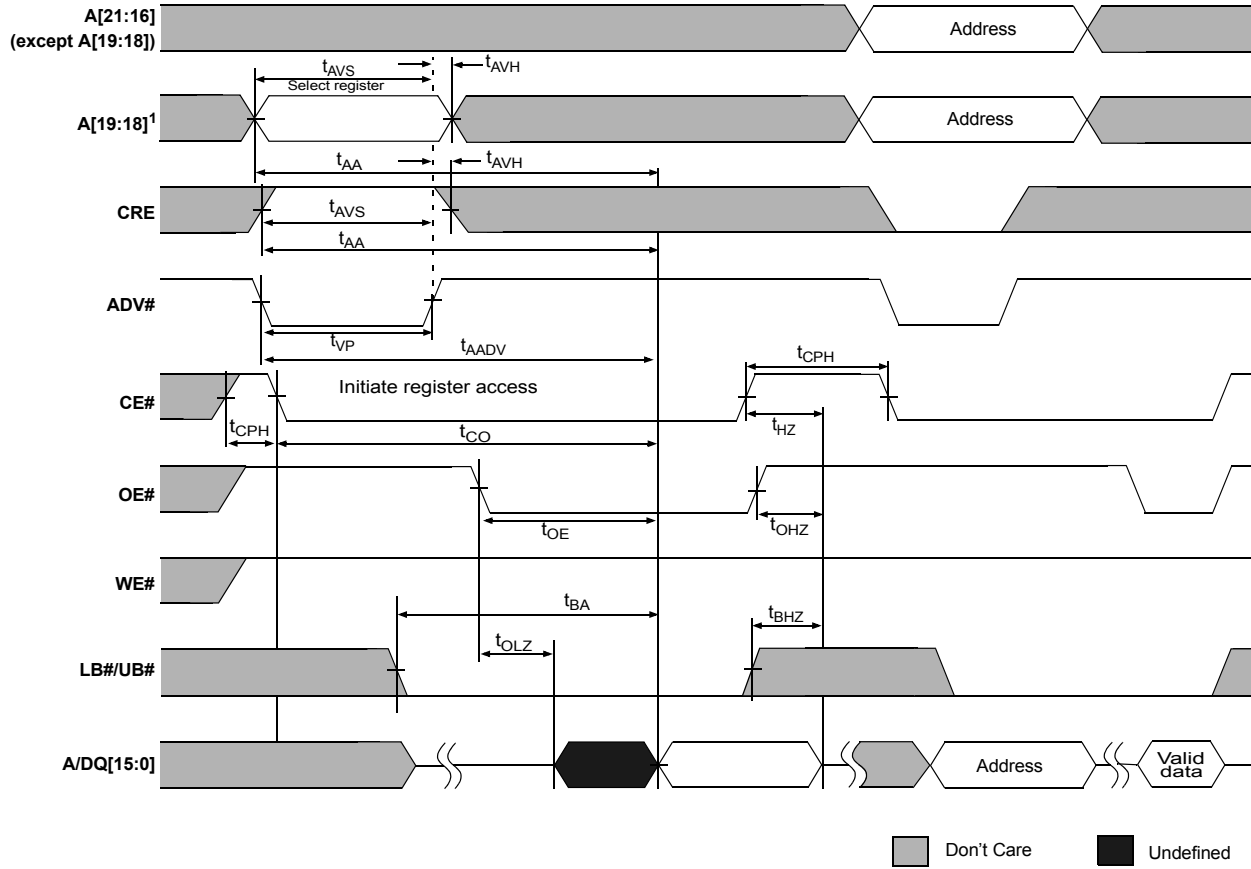 A[21:16]
(except A[19:18])
Address
tAVS
tAVH
Select register
A[19:18]1
Address
tAA
tAVH
CRE
tAVS
tAA
ADV#
tVP
tAADV
tCPH
Initiate register access
CE#
tCPH
tCO
tHZ
OE#
tOE
tOHZ
WE#
tBA
tBHZ
tOLZ
LB#/UB#
A/DQ[15:0]
Address
Valid
data
Don't Care
Undefined